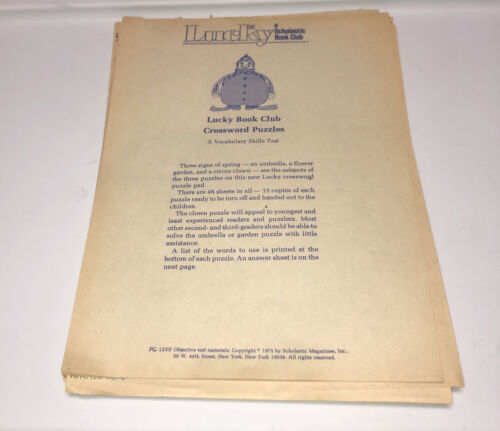 Lucky
a
Scholastic
Book Club
Lucky Book Club
Crossword Puzzles
A Vocabulary Skills Test
Three signs of spring — an umbrella, a flower
garden, and a circus clown — are the subjects of
the three puzzles on this new Lucky crossword
puzzle pad.
There are 46 sheets in all — 15 copies of each
puzzle ready to be torn off and handed out to the
children.
The clown puzzle will appeal to youngest and
least experienced readers and puzzlers. Most
other second- and third-graders should be able to
solve the umbrella or garden puzzle with little
assistance.
A list of the words to use is printed at the
bottom of each puzzle. An answer sheet is on the
next page.
Objective test materials. Copyright © 1975 by Scholastic Magazines, Inc.,
50 W. 44th Street, New York, New York 10036. All rights reserved.